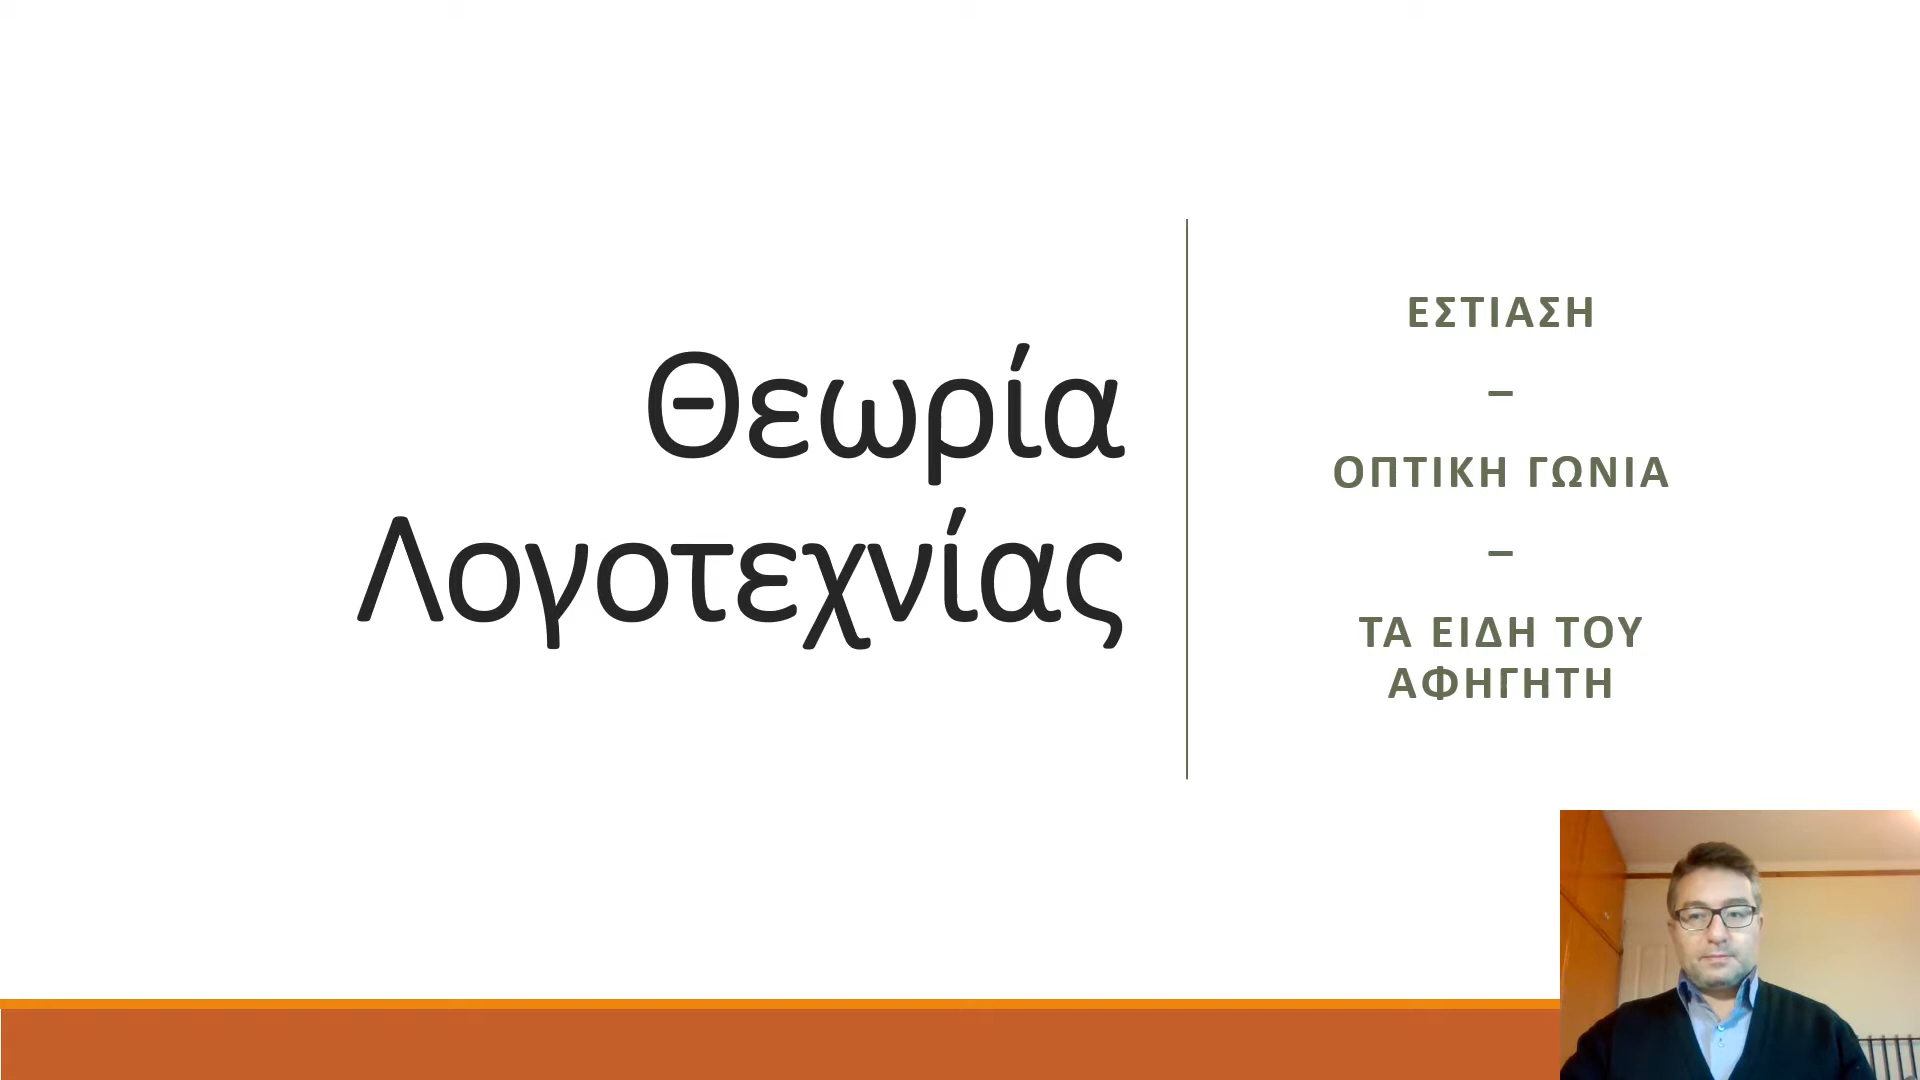 Θεωρία
Λογοτεχνίας
ΕΣΤΙΑΣΗ
–
ΟΠΤΙΚΗ ΓΩΝΙΑ
–
ΤΑ ΕΙΔΗ ΤΟΥ
ΑΦΗΓΗΤΗ